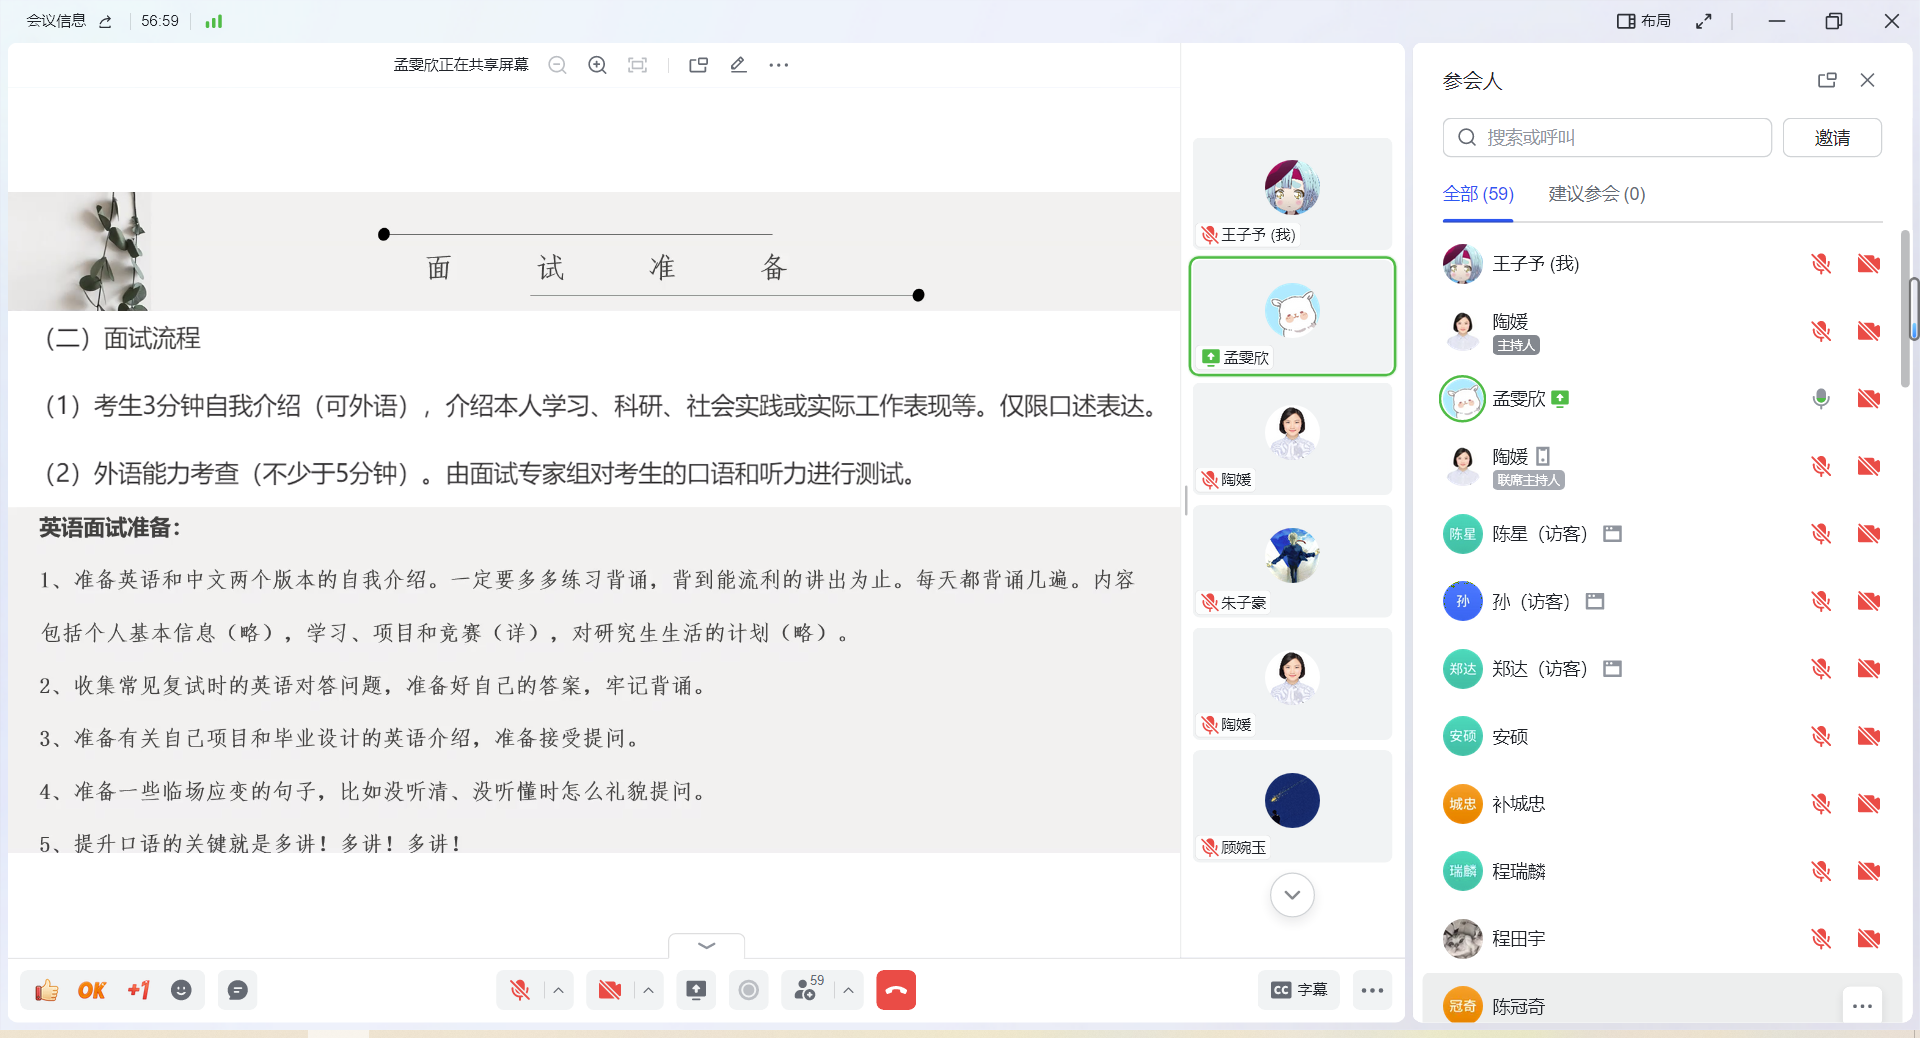 会议信息
56:59
布局
孟雯欣正在共享屏幕
面 试 准 备
（二）面试流程
（1）考生3分钟自我介绍（可外语），介绍本人学习、科研、社会实践或实际工作表现等。仅限口述表达。
（2）外语能力考查（不少于5分钟）。由面试专家组对考生的口语和听力进行测试。
英语面试准备：
1、准备英语和中文两个版本的自我介绍。一定要多多练习背诵，背到能流利的讲出为止。每天都背诵几遍。内容
包括个人基本信息（略），学习、项目和竞赛（详），对研究生生活的计划（略）。
2、收集常见复试时的英语对答问题，准备好自己的答案，牢记背诵。
3、准备有关自己项目和毕业设计的英语介绍，准备接受提问。
4、准备一些临场应变的句子，比如没听清、没听懂时怎么礼貌提问。
5、提升口语的关键就是多讲！多讲！多讲！
王子予 (我)
孟雯欣
陶媛
朱子豪
陶媛
顾婉玉
参会人
搜索或呼叫
邀请
全部 (59)
建议参会 (0)
王子予 (我)
陶媛
主持人
孟雯欣
陶媛
联席主持人
陈星
陈星（访客）
孙
孙（访客）
郑达
郑达（访客）
安硕
安硕
城忠
补城忠
瑞麟
程瑞麟
程田宇
冠奇
陈冠奇
OK
+1
59
CC 字幕